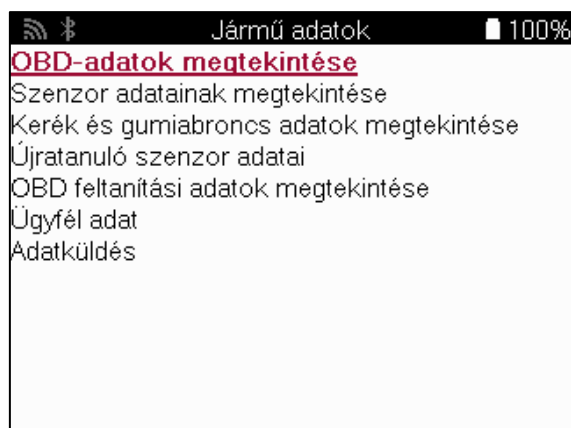 Jármű adatok 100%
OBD-adatok megtekintése
Szenzor adatainak megtekintése
Kerék és gumiabroncs adatok megtekintése
Újratanuló szenzor adatai
OBD feltanítási adatok megtekintése
Ügyfél adat
Adatküldés